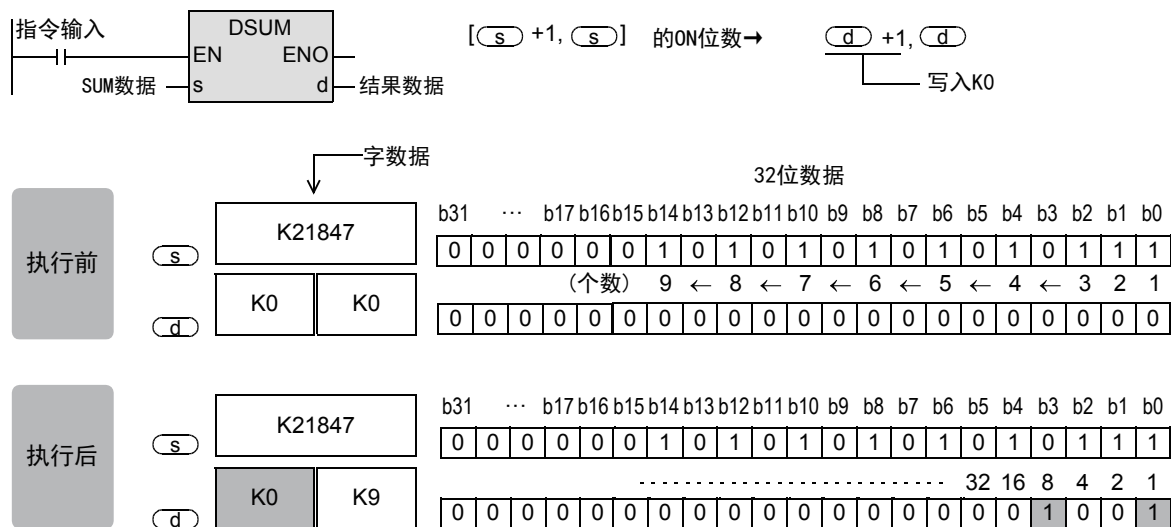 指令输入
DSUM
EN ENO
SUM数据 s d 结果数据
[ s +1, s ] 的ON位数→ d +1, d
写入K0
字数据
32位数据
执行前
b31 ··· b17 b16 b15 b14 b13 b12 b11 b10 b9 b8 b7 b6 b5 b4 b3 b2 b1 b0
s K21847 0 0 0 0 0 0 1 0 1 0 1 0 1 0 1 0 1 0 1 1 1
(个数) 9 ← 8 ← 7 ← 6 ← 5 ← 4 ← 3 2 1
d K0 K0 0 0 0 0 0 0 0 0 0 0 0 0 0 0 0 0 0 0 0 0 0
执行后
b31 ··· b17 b16 b15 b14 b13 b12 b11 b10 b9 b8 b7 b6 b5 b4 b3 b2 b1 b0
s K21847 0 0 0 0 0 0 1 0 1 0 1 0 1 0 1 0 1 0 1 1 1
32 16 8 4 2 1
d K0 K9 0 0 0 0 0 0 0 0 0 0 0 0 0 0 0 0 0 1 0 0 1